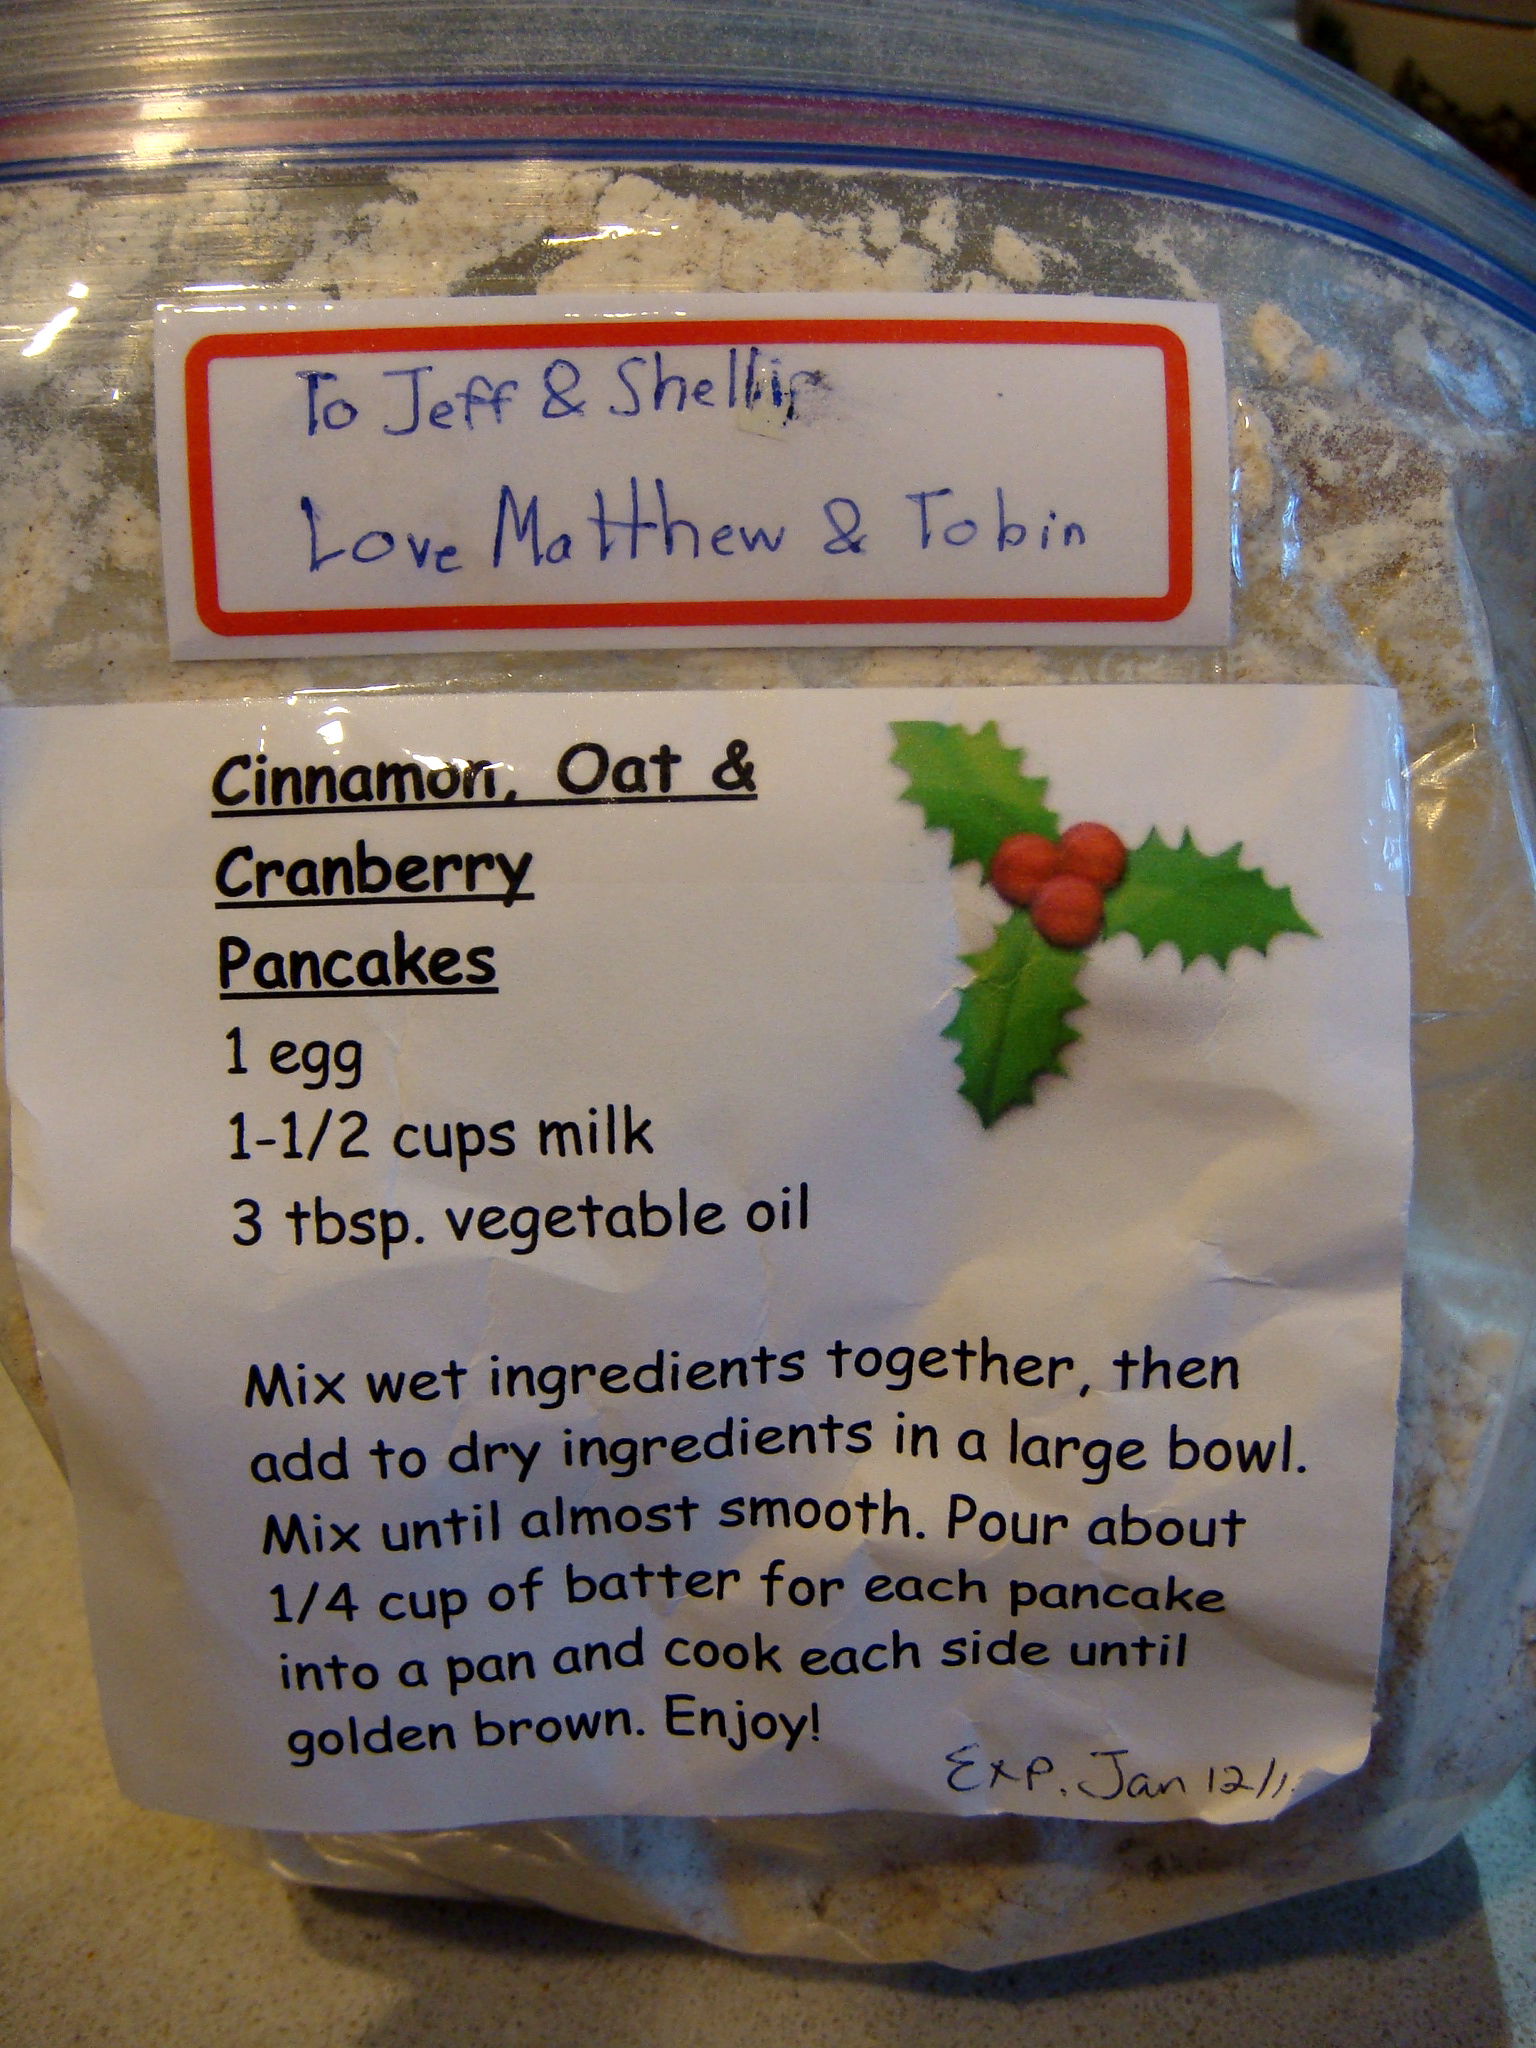 To Jeff & Shellie
Love Matthew & Tobin
Cinnamon, Oat &
Cranberry
Pancakes
1 egg
1-1/2 cups milk
3 tbsp. vegetable oil
Mix wet ingredients together, then
add to dry ingredients in a large bowl.
Mix until almost smooth. Pour about
1/4 cup of batter for each pancake
into a pan and cook each side until
golden brown. Enjoy!
Exp. Jan